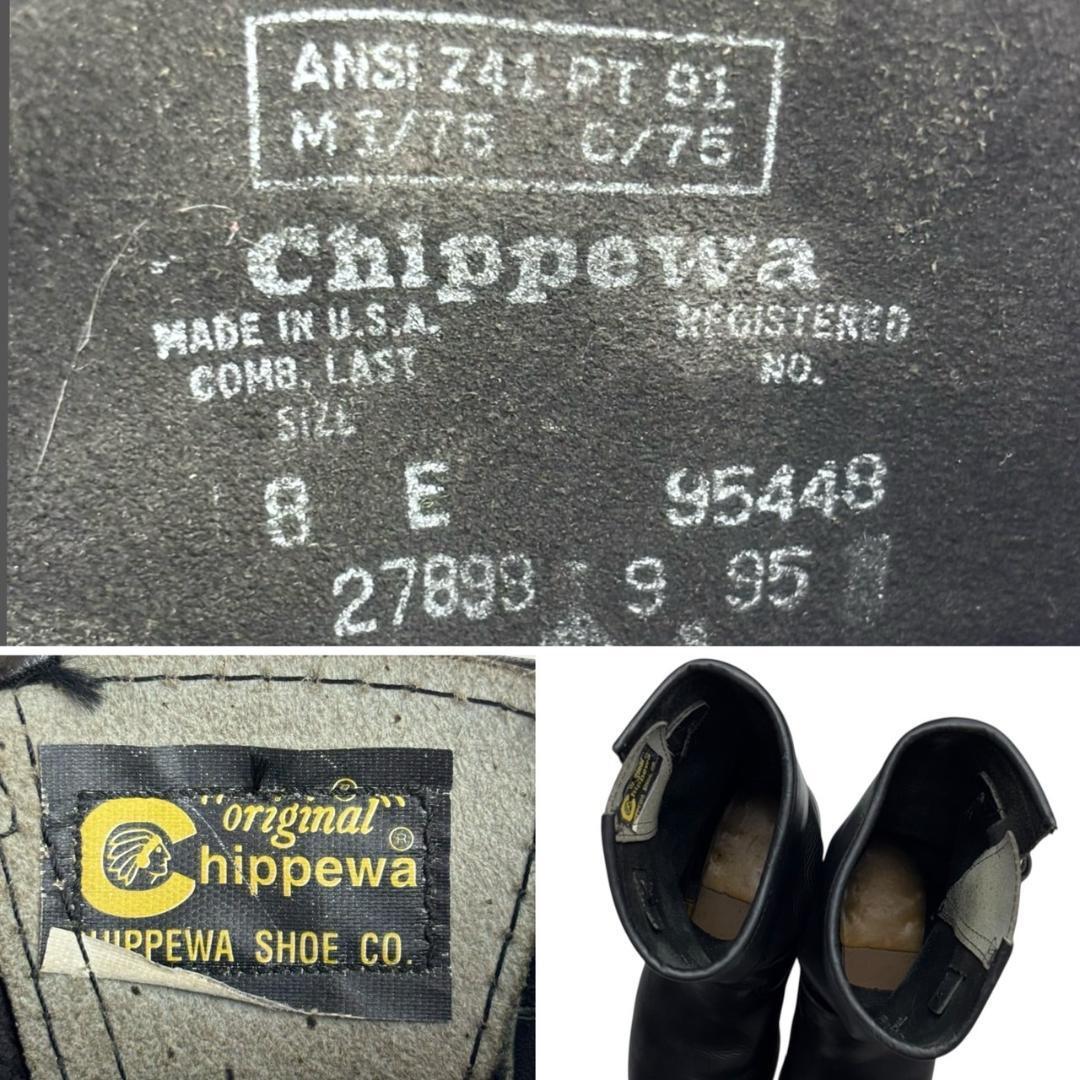 ANSI Z41 PT 91
M I/75 C/75
Chippewa
MADE IN U.S.A.
COMB. LAST
SIZE
REGISTERED
NO.
8 E 95448
27893 9 95
"original"
Chippewa ®
CHIPPEWA SHOE CO.